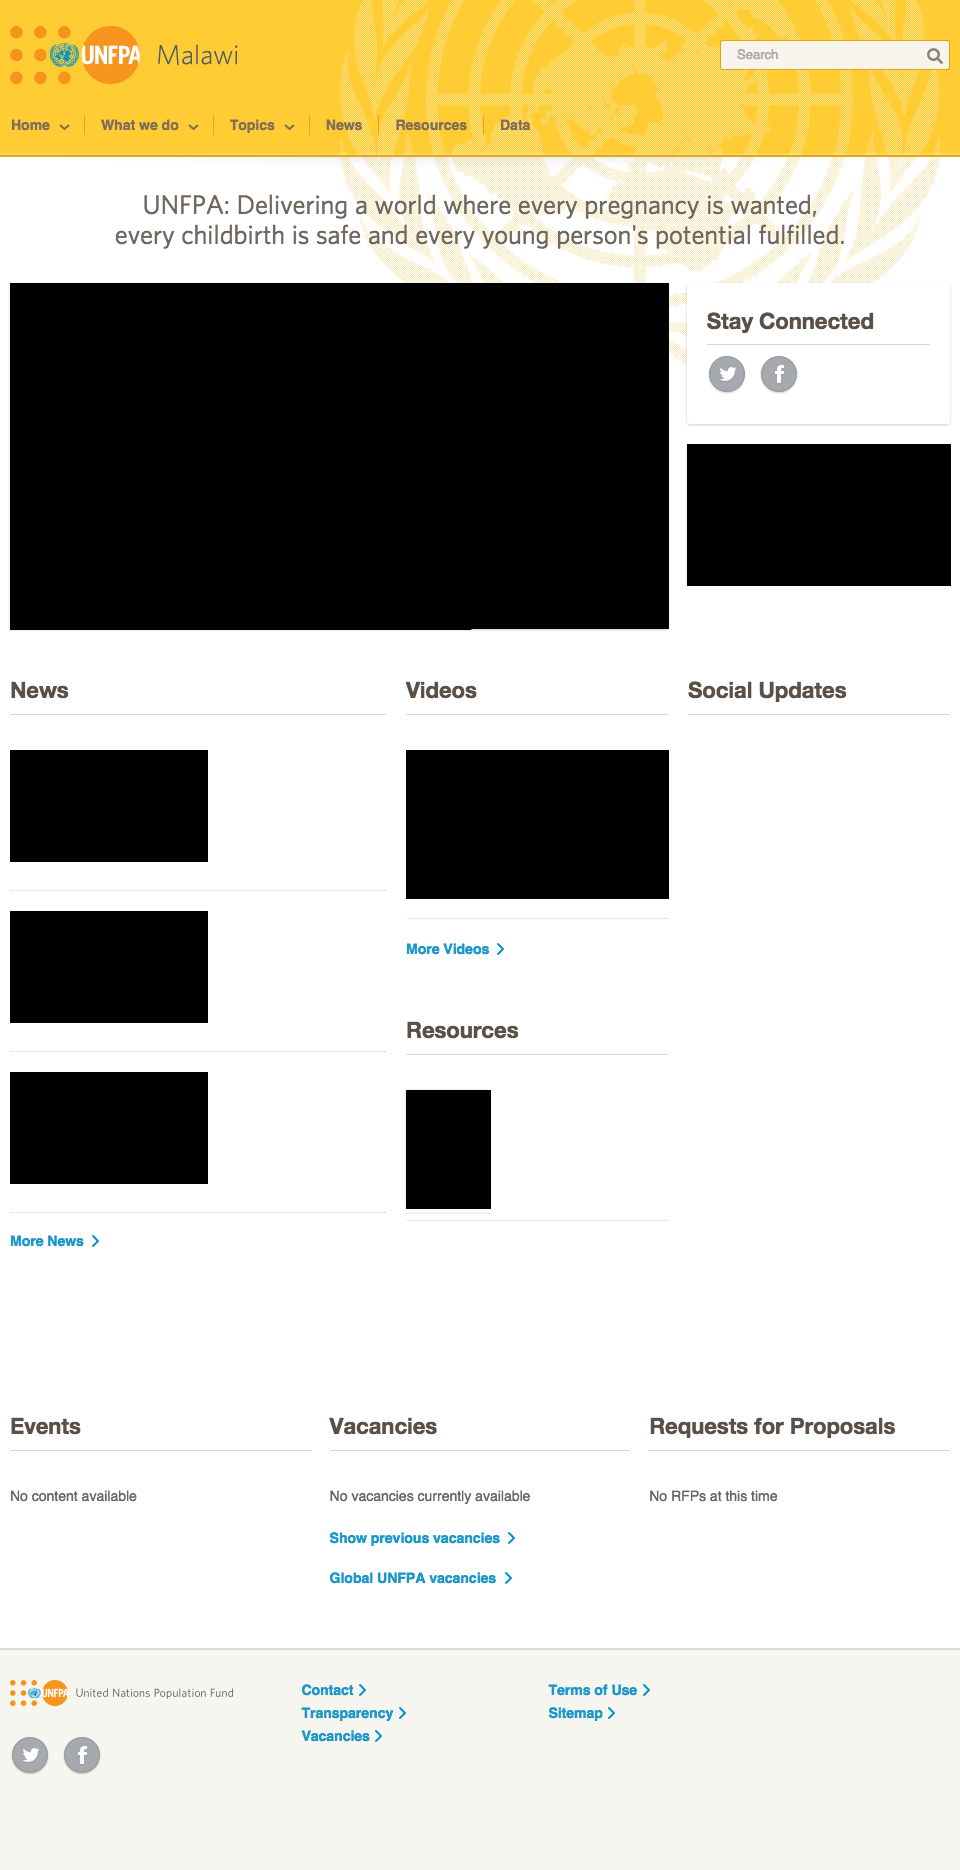 UNFPA Malawi
Search
Home
What we do
Topics
News
Resources
Data
UNFPA: Delivering a world where every pregnancy is wanted,
every childbirth is safe and every young person's potential fulfilled.
Stay Connected
News
Videos
Social Updates
More Videos
Resources
More News
Events
Vacancies
Requests for Proposals
No content available
No vacancies currently available
No RFPs at this time
Show previous vacancies
Global UNFPA vacancies
UNFPA United Nations Population Fund
Contact
Transparency
Vacancies
Terms of Use
Sitemap